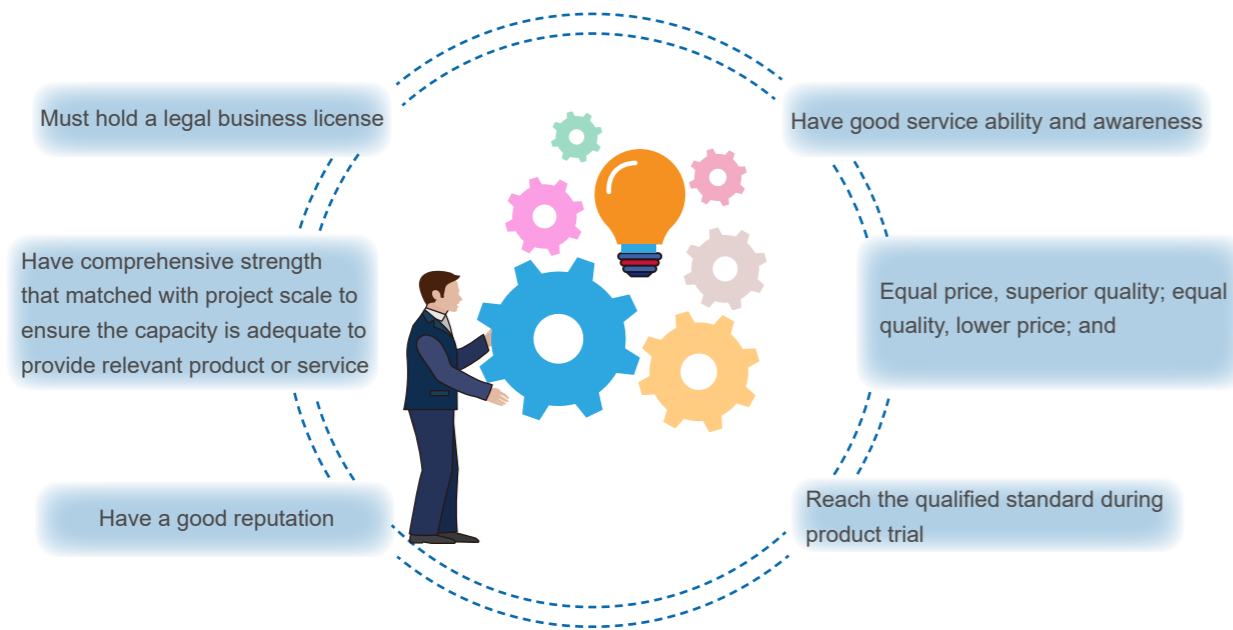 Must hold a legal business license
Have comprehensive strength
that matched with project scale to
ensure the capacity is adequate to
provide relevant product or service
Have a good reputation
Have good service ability and awareness
Equal price, superior quality; equal
quality, lower price; and
Reach the qualified standard during
product trial